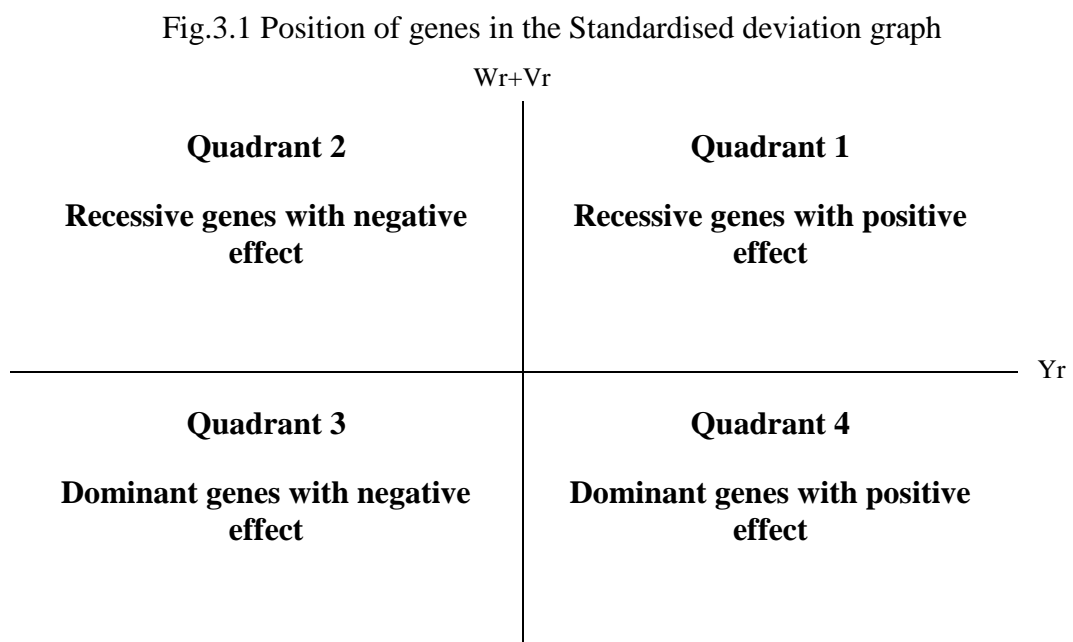 Fig.3.1 Position of genes in the Standardised deviation graph
Wr+Vr
Quadrant 2
Recessive genes with negative
effect
Quadrant 1
Recessive genes with positive
effect
Yr
Quadrant 3
Dominant genes with negative
effect
Quadrant 4
Dominant genes with positive
effect